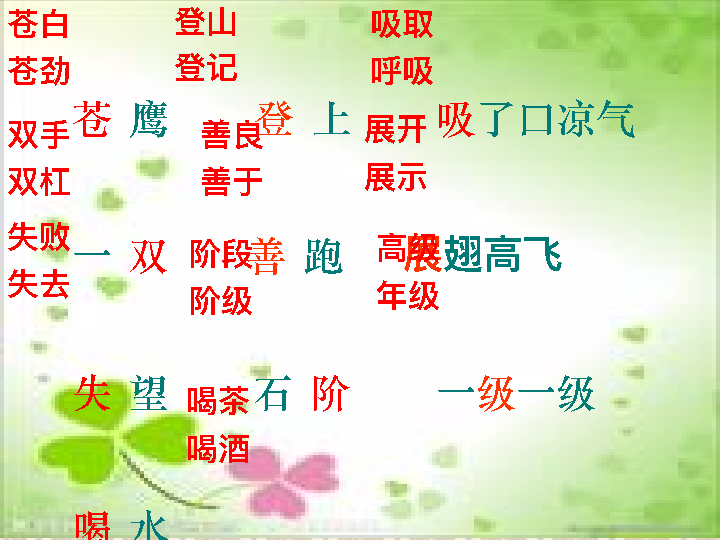 苍白
苍劲
登山
登记
吸取
呼吸
苍鹰
登上
吸了口凉气
双手
双杠
善良
善于
展开
展示
失败
失去
一双
善跑
展翅高飞
阶段
阶级
高级
年级
失望
石阶
一级一级
喝茶
喝酒
喝水